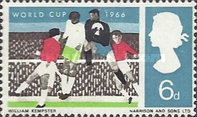 WORLD CUP 1966
6d
WILLIAM KEMPSTER HARRISON AND SONS LTD